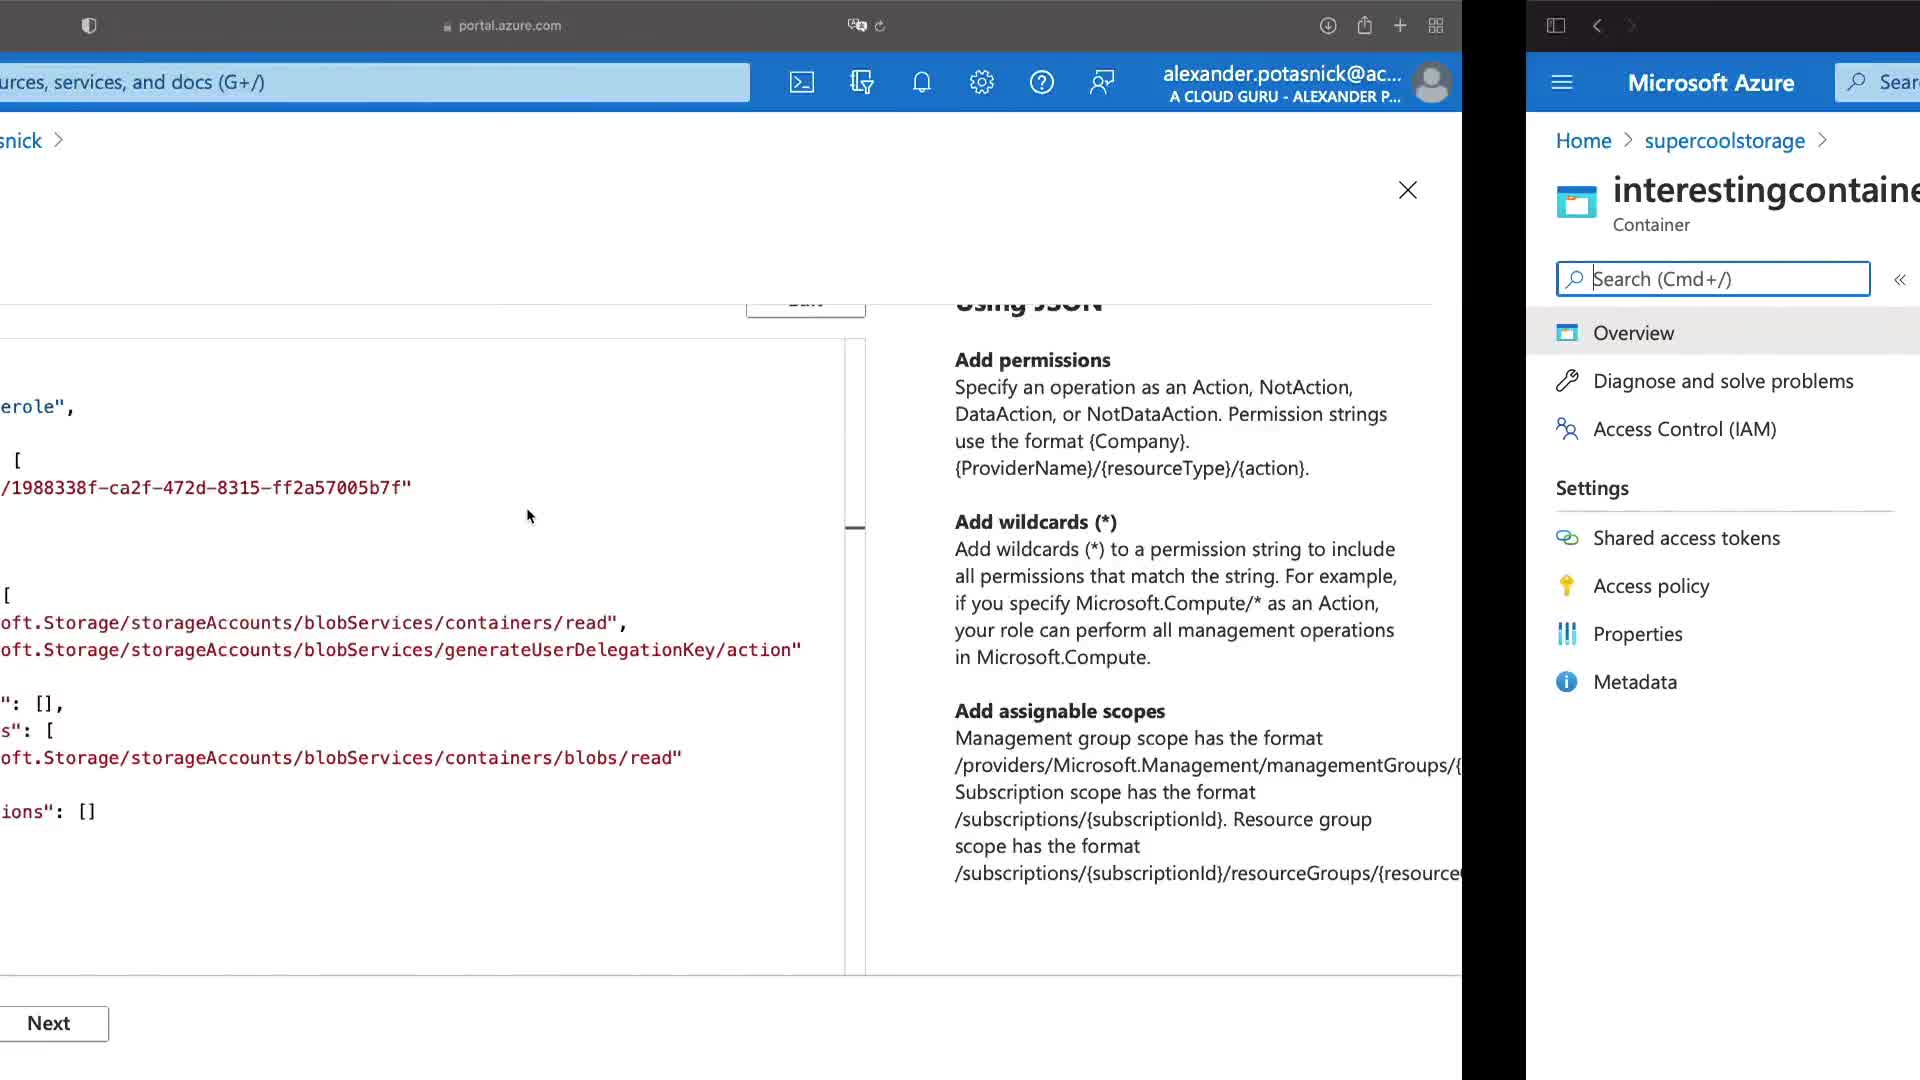 portal.azure.com
urces, services, and docs (G+/)
alexander.potasnick@ac...
A CLOUD GURU - ALEXANDER P...
snick
Using JSON
Add permissions
Specify an operation as an Action, NotAction,
DataAction, or NotDataAction. Permission strings
use the format {Company}.
{ProviderName}/{resourceType}/{action}.
Add wildcards (*)
Add wildcards (*) to a permission string to include
all permissions that match the string. For example,
if you specify Microsoft.Compute/* as an Action,
your role can perform all management operations
in Microsoft.Compute.
Add assignable scopes
Management group scope has the format
/providers/Microsoft.Management/managementGroups/{
Subscription scope has the format
/subscriptions/{subscriptionId}. Resource group
scope has the format
/subscriptions/{subscriptionId}/resourceGroups/{resource
erole",
[
/1988338f-ca2f-472d-8315-ff2a57005b7f"
[
oft.Storage/storageAccounts/blobServices/containers/read",
oft.Storage/storageAccounts/blobServices/generateUserDelegationKey/action"
": [],
s": [
oft.Storage/storageAccounts/blobServices/containers/blobs/read"
ions": []
Next
Microsoft Azure
Sear
Home > supercoolstorage >
interestingcontaine
Container
Search (Cmd+/)
Overview
Diagnose and solve problems
Access Control (IAM)
Settings
Shared access tokens
Access policy
Properties
Metadata